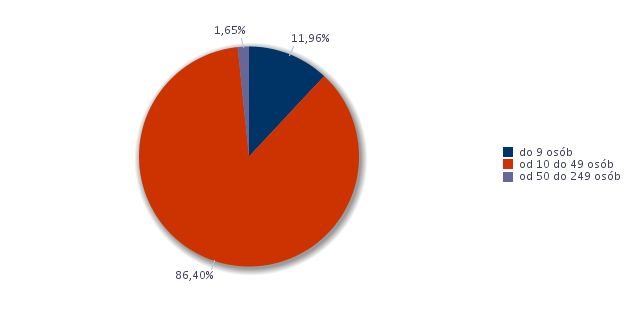 1,65%
11,96%
do 9 osób
od 10 do 49 osób
od 50 do 249 osób
86,40%